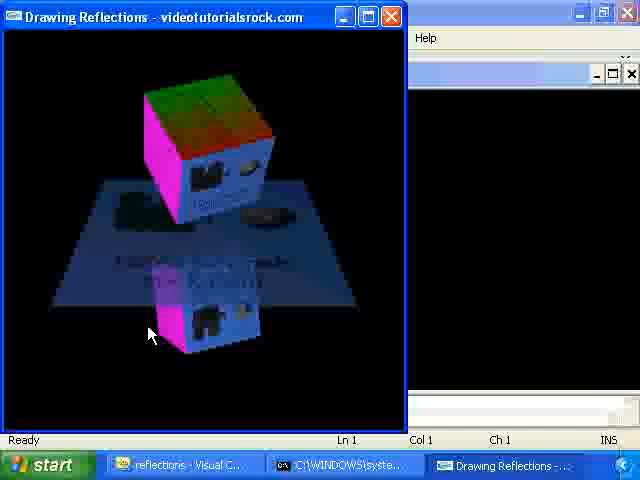 Drawing Reflections - videotutorialsrock.com
Help
Ready
Ln 1
Col 1
Ch 1
INS
start
reflections - Visual C...
C:\WINDOWS\syste...
Drawing Reflections - ...